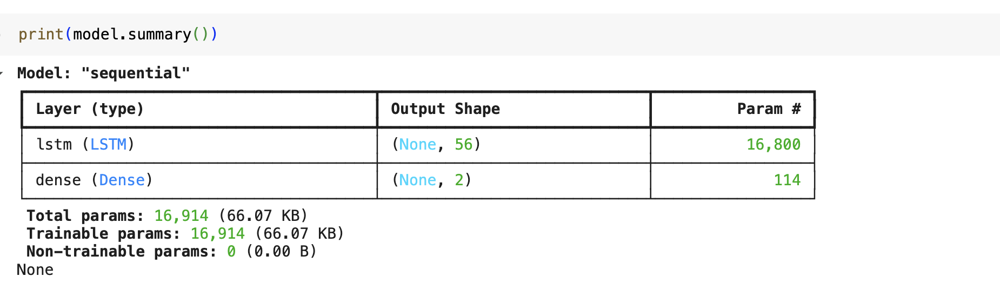 print(model.summary())
Model: "sequential"
Layer (type) Output Shape Param #
lstm (LSTM) (None, 56) 16,800
dense (Dense) (None, 2) 114
Total params: 16,914 (66.07 KB)
Trainable params: 16,914 (66.07 KB)
Non-trainable params: 0 (0.00 B)
None